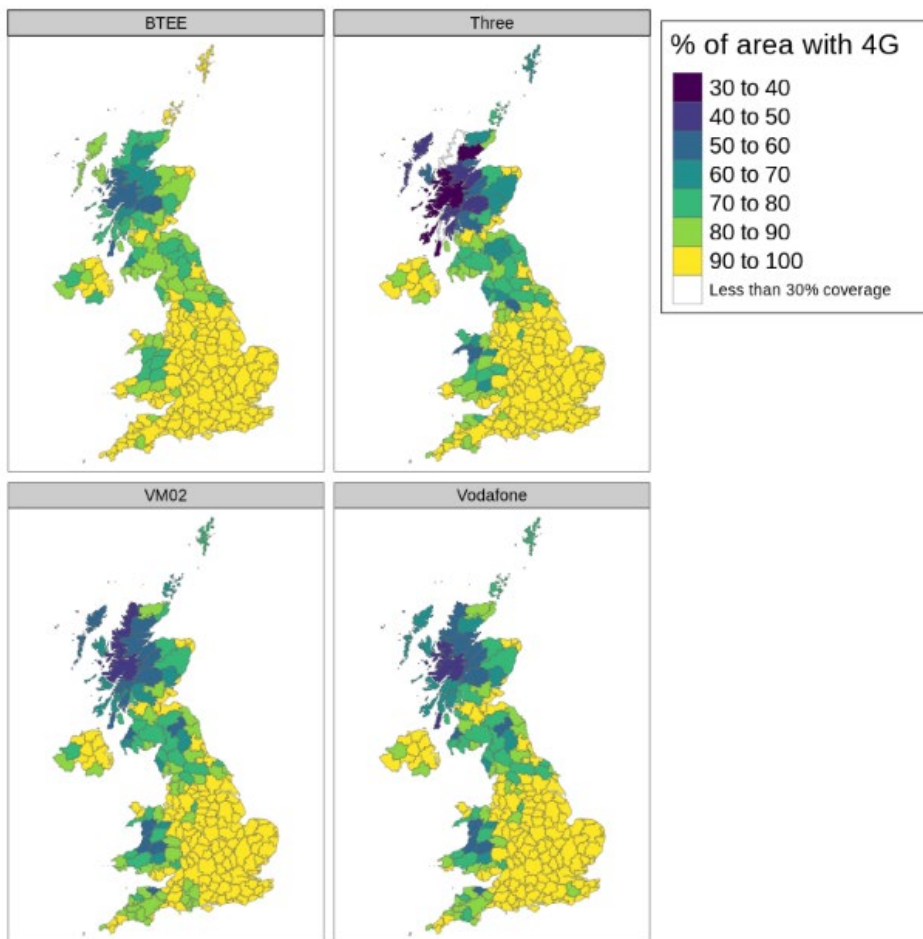 BTEE
Three
% of area with 4G
30 to 40
40 to 50
50 to 60
60 to 70
70 to 80
80 to 90
90 to 100
Less than 30% coverage
VM02
Vodafone